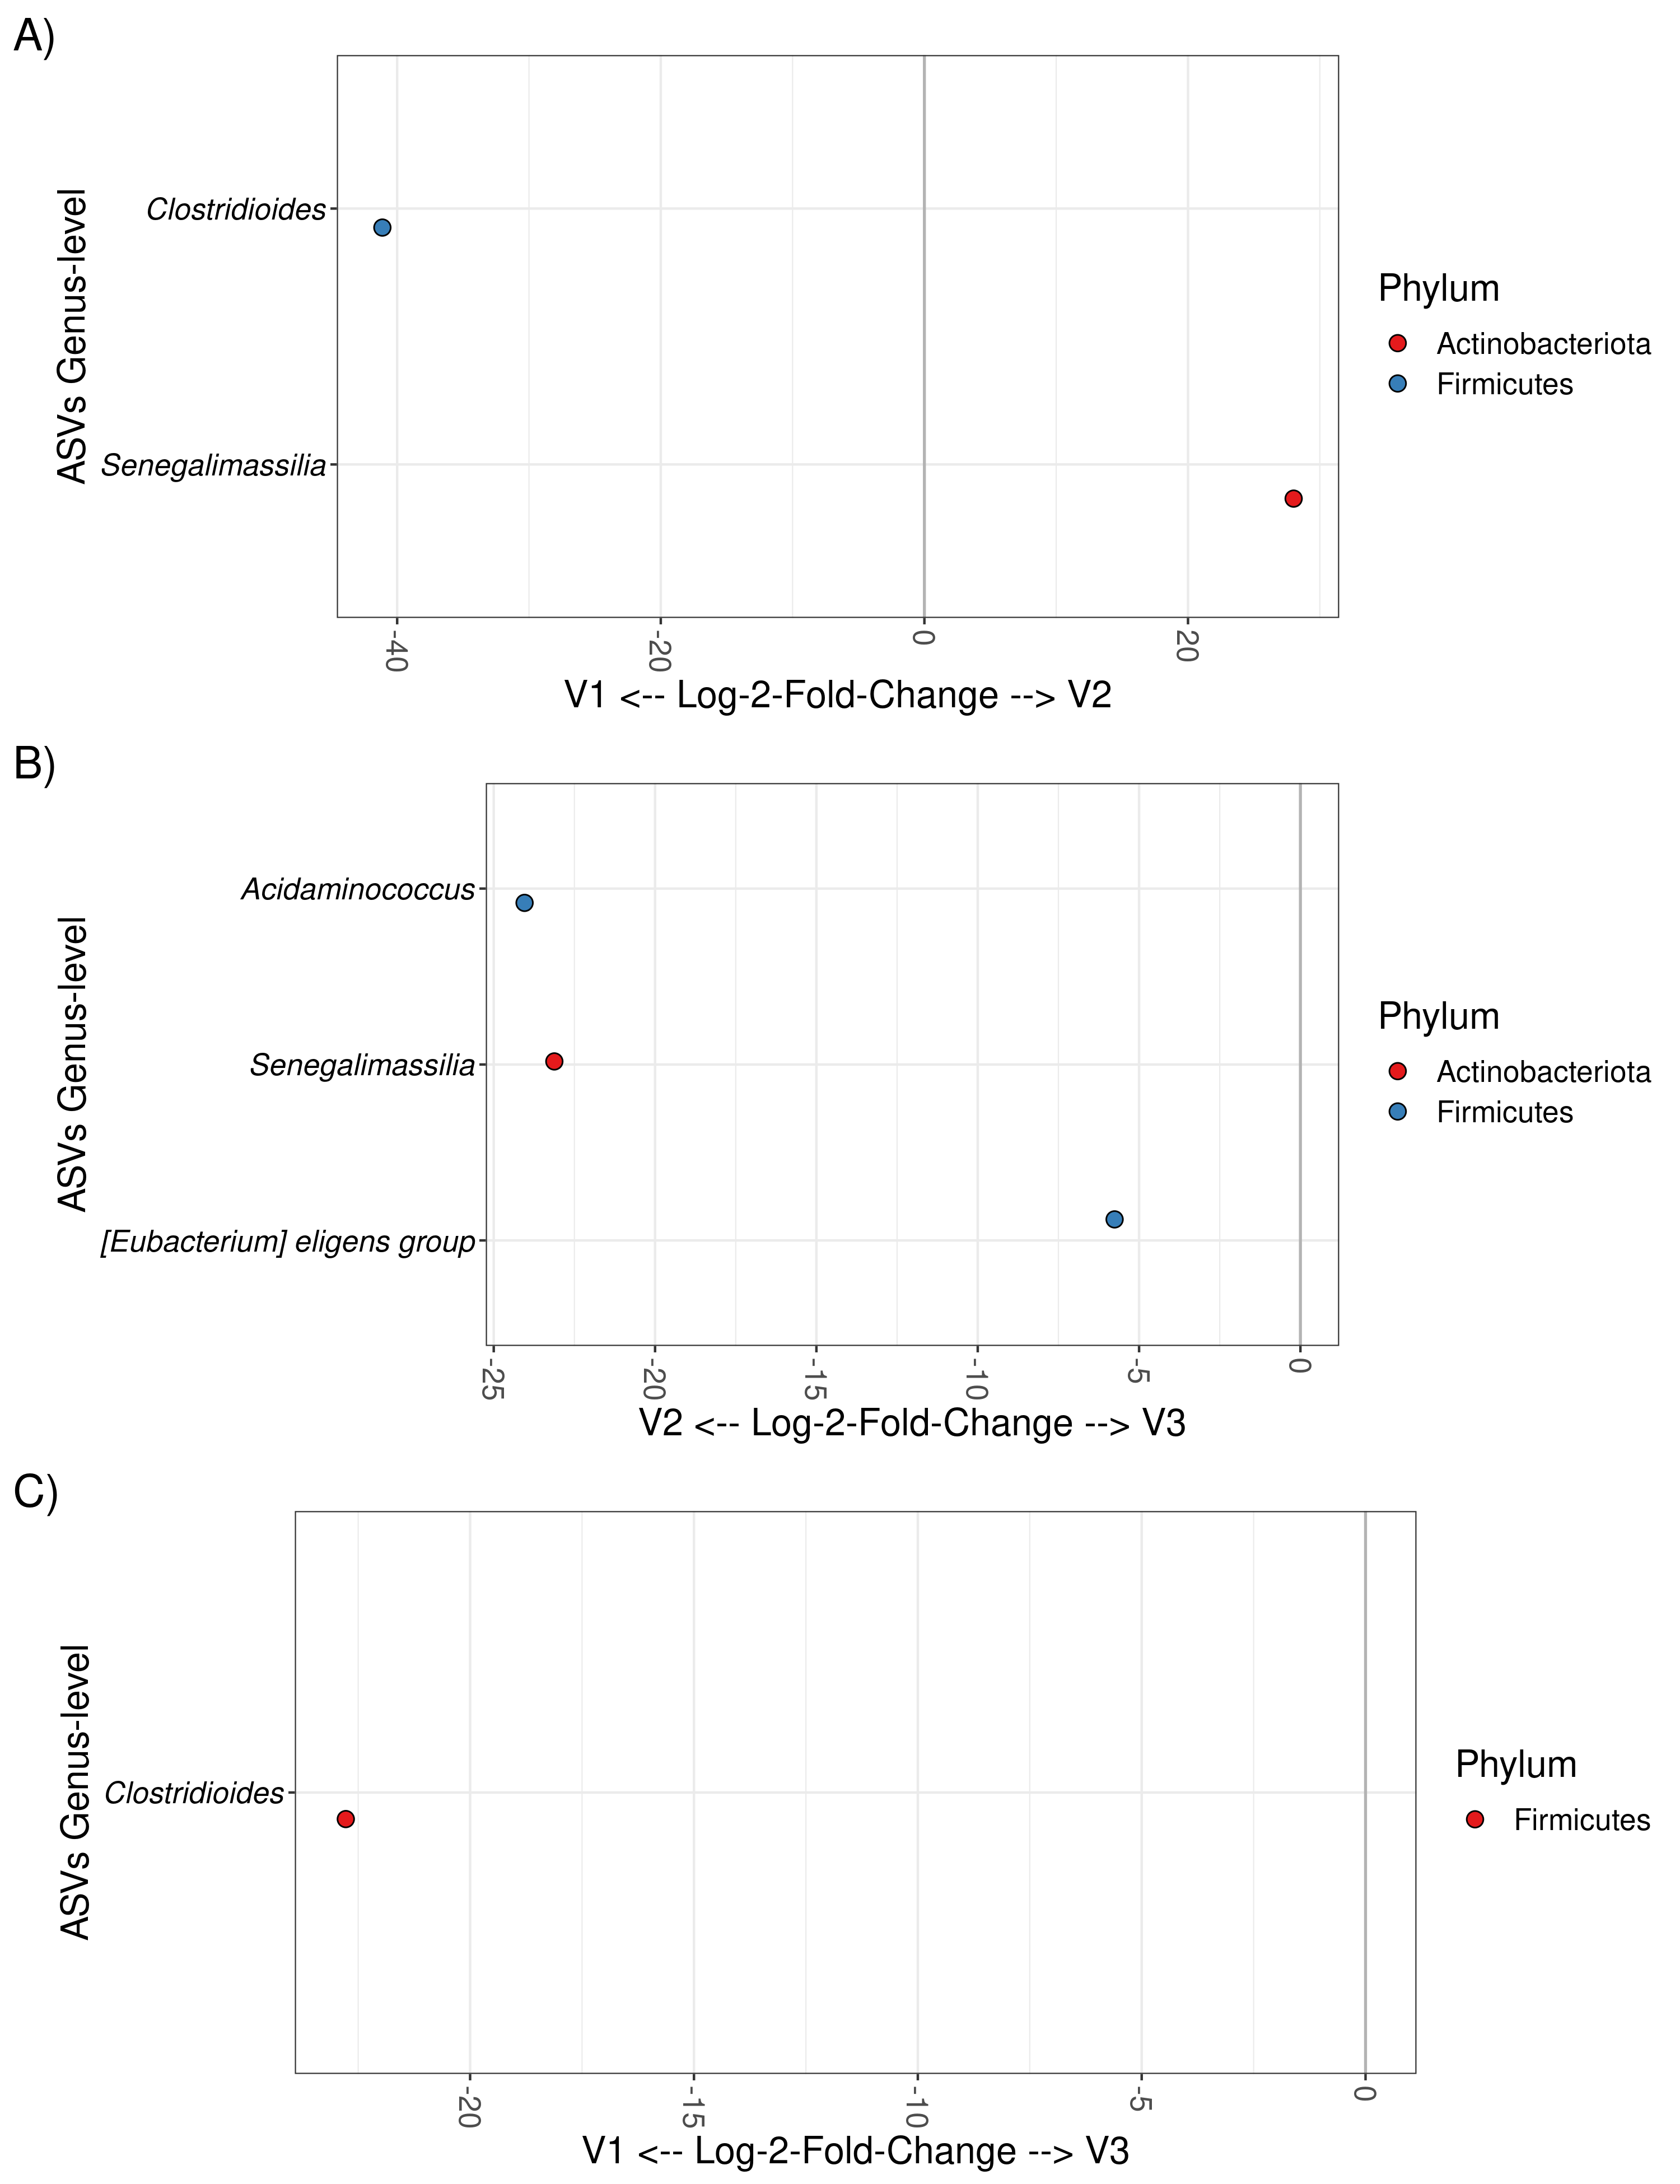 A)
ASVs Genus-level
Clostridioides
Senegalimassilia
-40
-20
0
20
V1 <-- Log-2-Fold-Change --> V2
Phylum
Actinobacteriota
Firmicutes
B)
ASVs Genus-level
Acidaminococcus
Senegalimassilia
[Eubacterium] eligens group
-25
-20
-15
-10
-5
0
V2 <-- Log-2-Fold-Change --> V3
Phylum
Actinobacteriota
Firmicutes
C)
ASVs Genus-level
Clostridioides
-20
-15
-10
-5
0
V1 <-- Log-2-Fold-Change --> V3
Phylum
Firmicutes